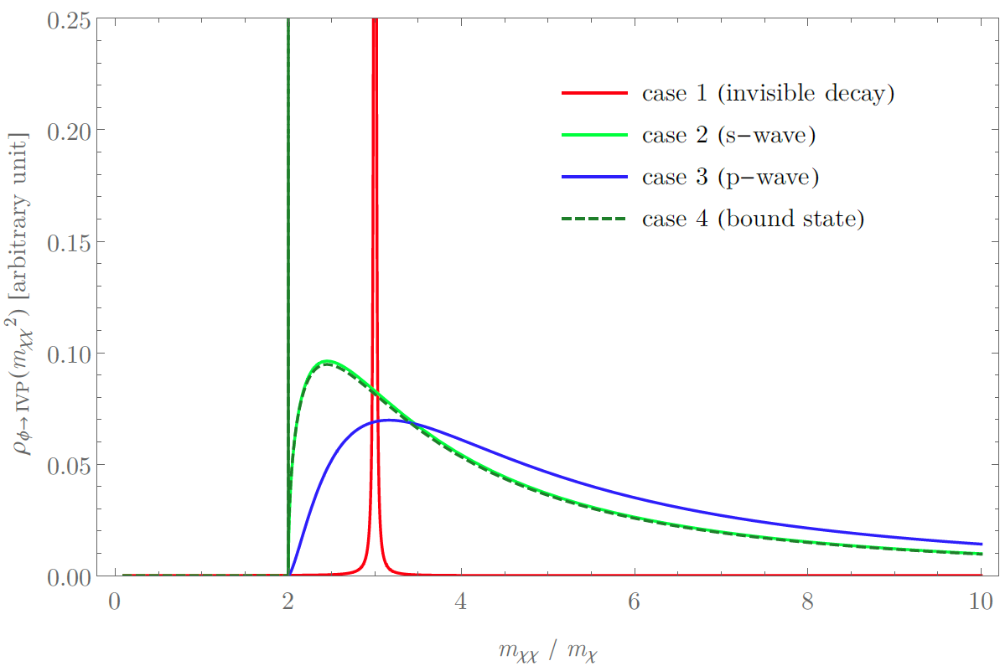 0.25
0.20
0.15
0.10
0.05
0.00
ρϕ→IVP(mχχ²) [arbitrary unit]
case 1 (invisible decay)
case 2 (s−wave)
case 3 (p−wave)
case 4 (bound state)
0 2 4 6 8 10
mχχ / mχ